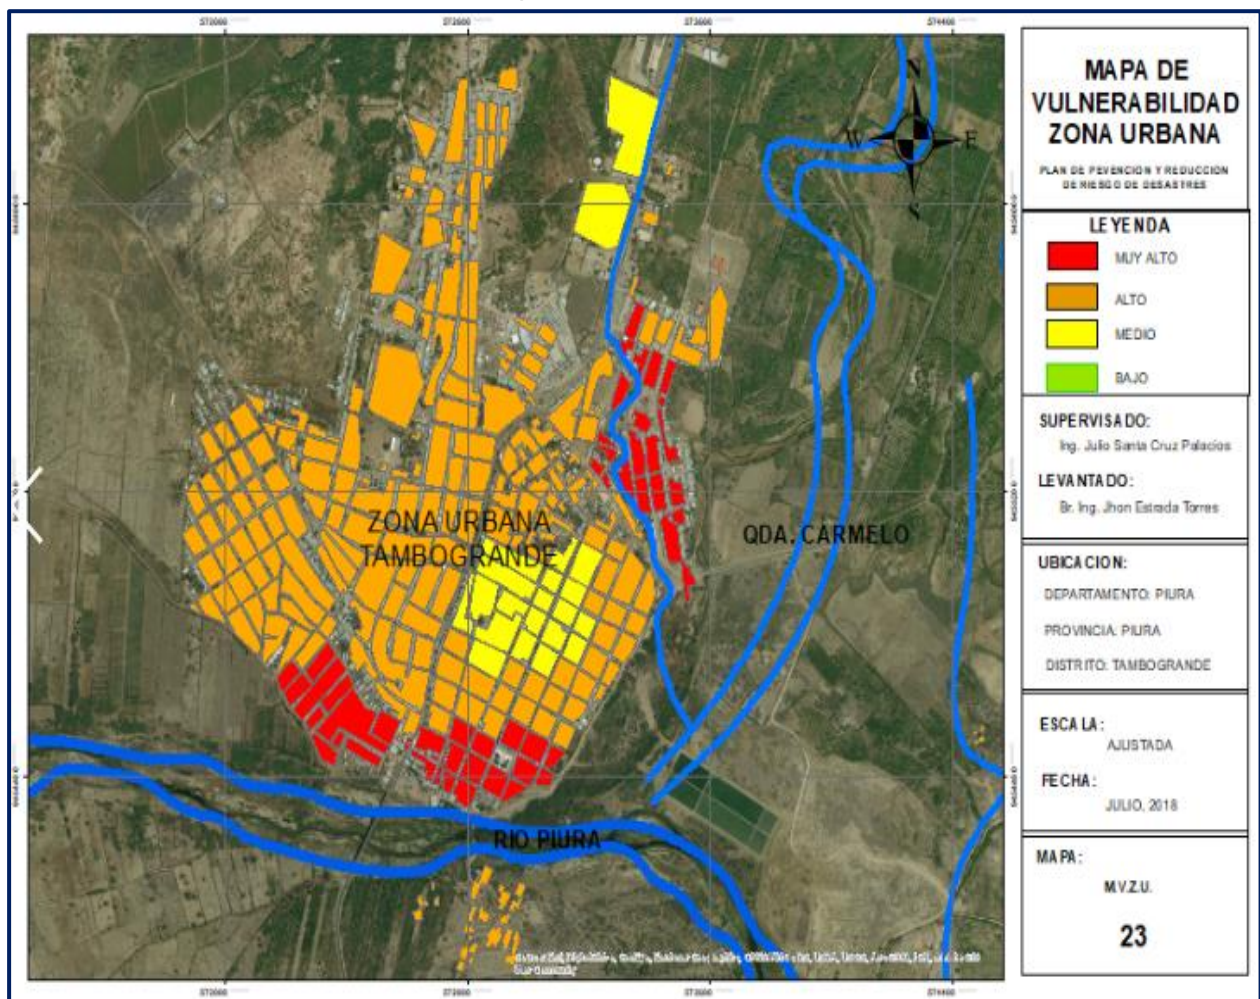 MAPA DE
VULNERABILIDAD
ZONA URBANA
PLAN DE PEVENCION Y REDUCCION
DE RIESGO DE DESASTRES
LEYENDA
MUY ALTO
ALTO
MEDIO
BAJO
SUPERVISADO:
Ing. Julio Santa Cruz Palacios
LEVANTADO:
Br. Ing. Jhon Estrada Torres
UBICACION:
DEPARTAMENTO: PIURA
PROVINCIA: PIURA
DISTRITO: TAMBOGRANDE
ESCALA:
AJUSTADA
FECHA:
JULIO, 2018
MAPA:
M.V.Z.U.
23
N
W
E
S
ZONA URBANA
TAMBOGRANDE
QDA. CARMELO
RIO PIURA